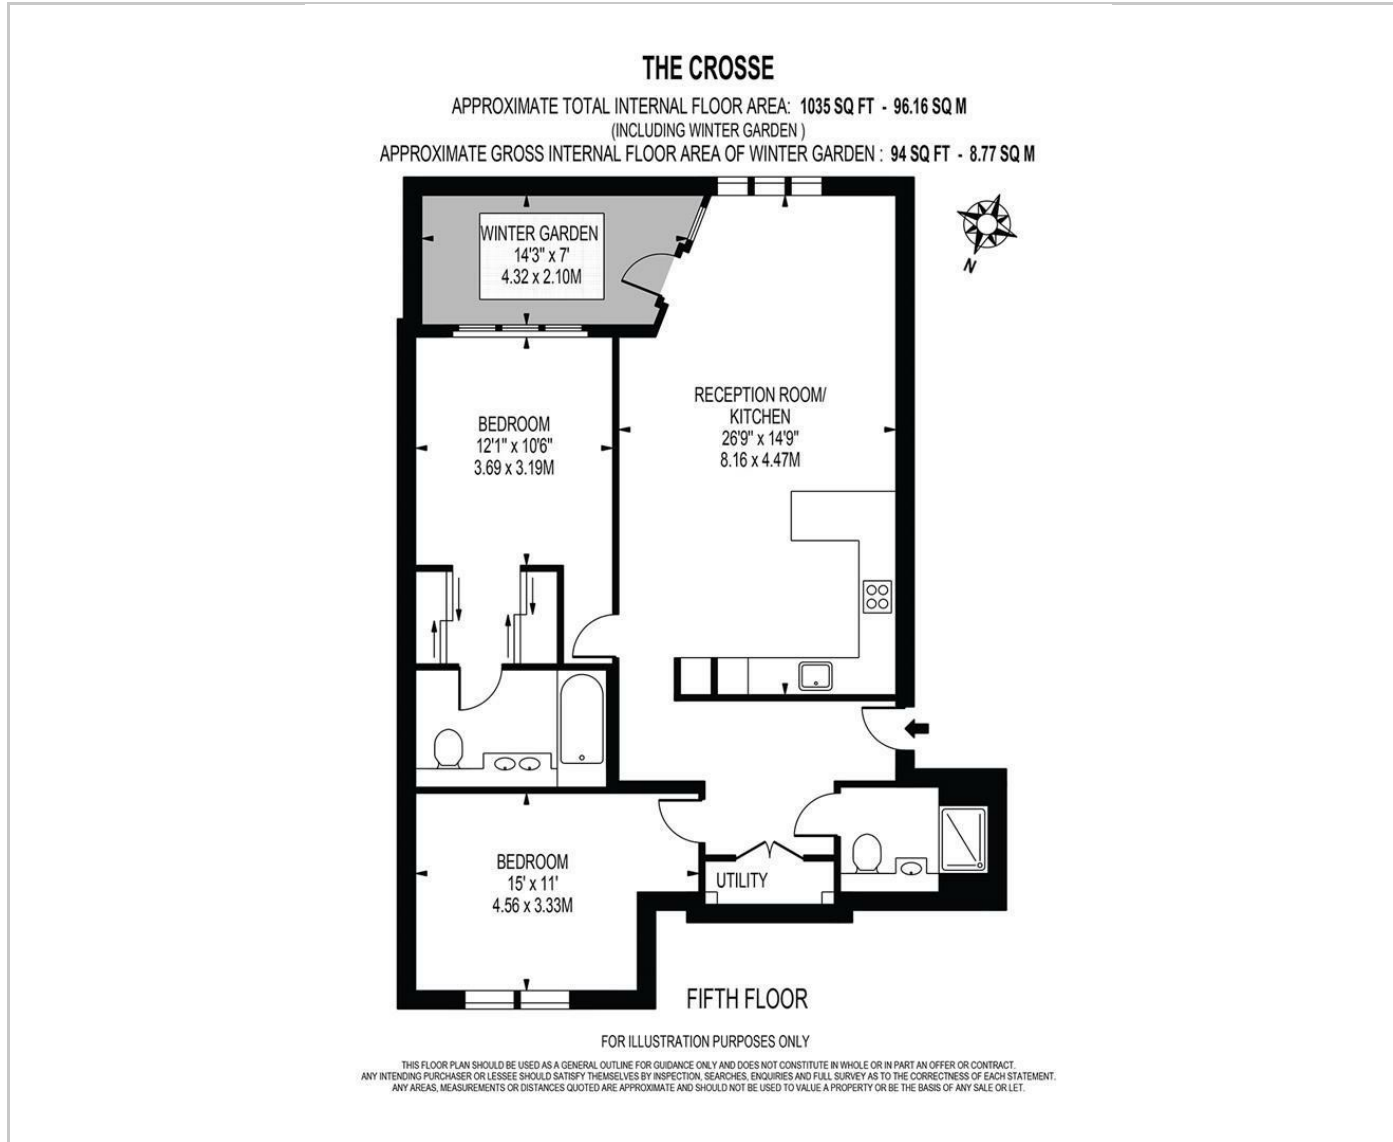 THE CROSSE
APPROXIMATE TOTAL INTERNAL FLOOR AREA: 1035 SQ FT - 96.16 SQ M
(INCLUDING WINTER GARDEN )
APPROXIMATE GROSS INTERNAL FLOOR AREA OF WINTER GARDEN : 94 SQ FT - 8.77 SQ M
WINTER GARDEN
14'3" x 7'
4.32 x 2.10M
N
RECEPTION ROOM/
KITCHEN
26'9" x 14'9"
8.16 x 4.47M
BEDROOM
12'1" x 10'6"
3.69 x 3.19M
BEDROOM
15' x 11'
4.56 x 3.33M
UTILITY
FIFTH FLOOR
FOR ILLUSTRATION PURPOSES ONLY
THIS FLOOR PLAN SHOULD BE USED AS A GENERAL OUTLINE FOR GUIDANCE ONLY AND DOES NOT CONSTITUTE IN WHOLE OR IN PART AN OFFER OR CONTRACT.
ANY INTENDING PURCHASER OR LESSEE SHOULD SATISFY THEMSELVES BY INSPECTION, SEARCHES, ENQUIRIES AND FULL SURVEY AS TO THE CORRECTNESS OF EACH STATEMENT.
ANY AREAS, MEASUREMENTS OR DISTANCES QUOTED ARE APPROXIMATE AND SHOULD NOT BE USED TO VALUE A PROPERTY OR BE THE BASIS OF ANY SALE OR LET.